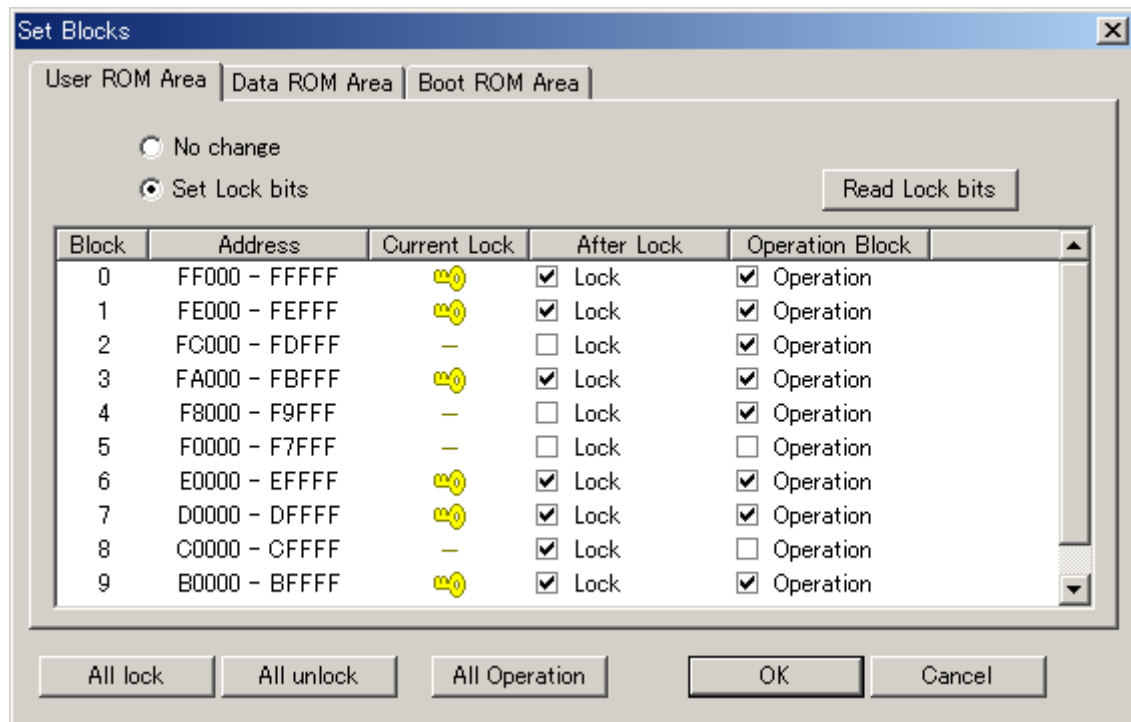 Set Blocks
User ROM Area Data ROM Area Boot ROM Area
No change
Set Lock bits Read Lock bits
Block Address Current Lock After Lock Operation Block
0 FF000 - FFFFF Lock Operation
1 FE000 - FEFFF Lock Operation
2 FC000 - FDFFF – Lock Operation
3 FA000 - FBFFF Lock Operation
4 F8000 - F9FFF – Lock Operation
5 F0000 - F7FFF – Lock Operation
6 E0000 - EFFFF Lock Operation
7 D0000 - DFFFF Lock Operation
8 C0000 - CFFFF – Lock Operation
9 B0000 - BFFFF Lock Operation
All lock All unlock All Operation OK Cancel